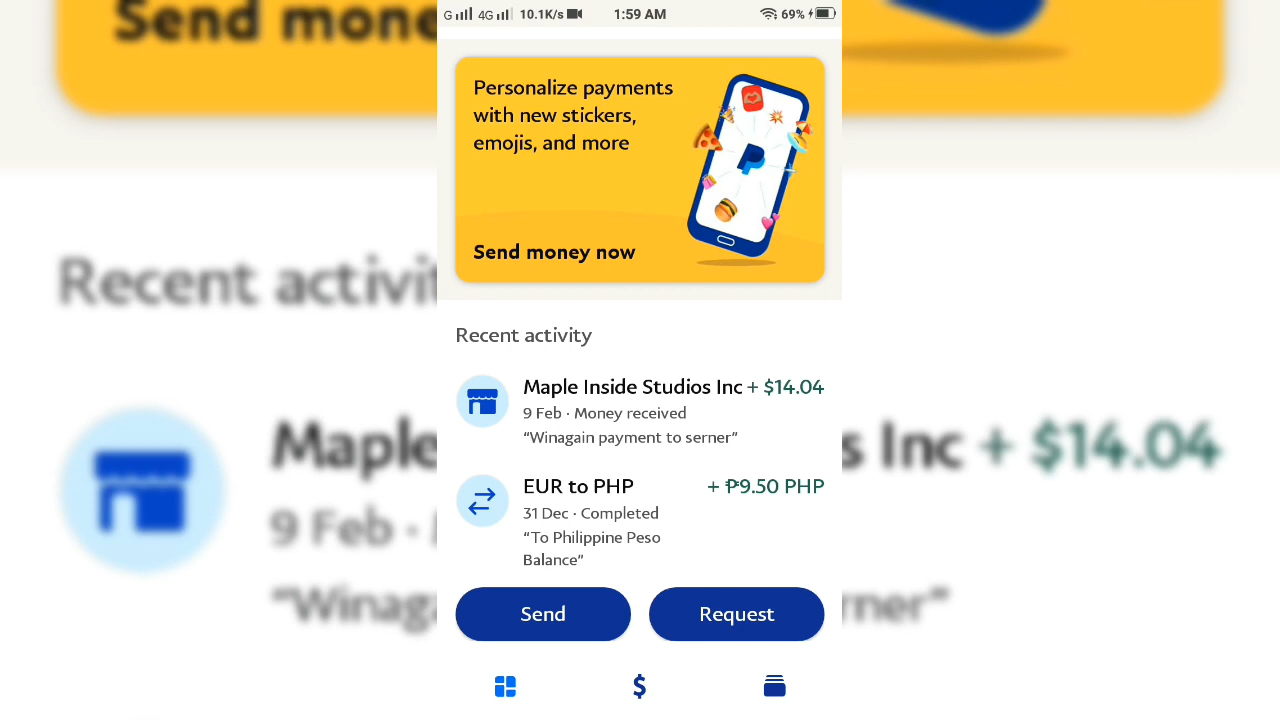 G 4G 10.1K/s 1:59 AM 69%
Personalize payments
with new stickers,
emojis, and more
Send money now
Recent activity
Maple Inside Studios Inc + $14.04
9 Feb · Money received
“Winagain payment to serner”
EUR to PHP + ₱9.50 PHP
31 Dec · Completed
“To Philippine Peso
Balance”
Send Request